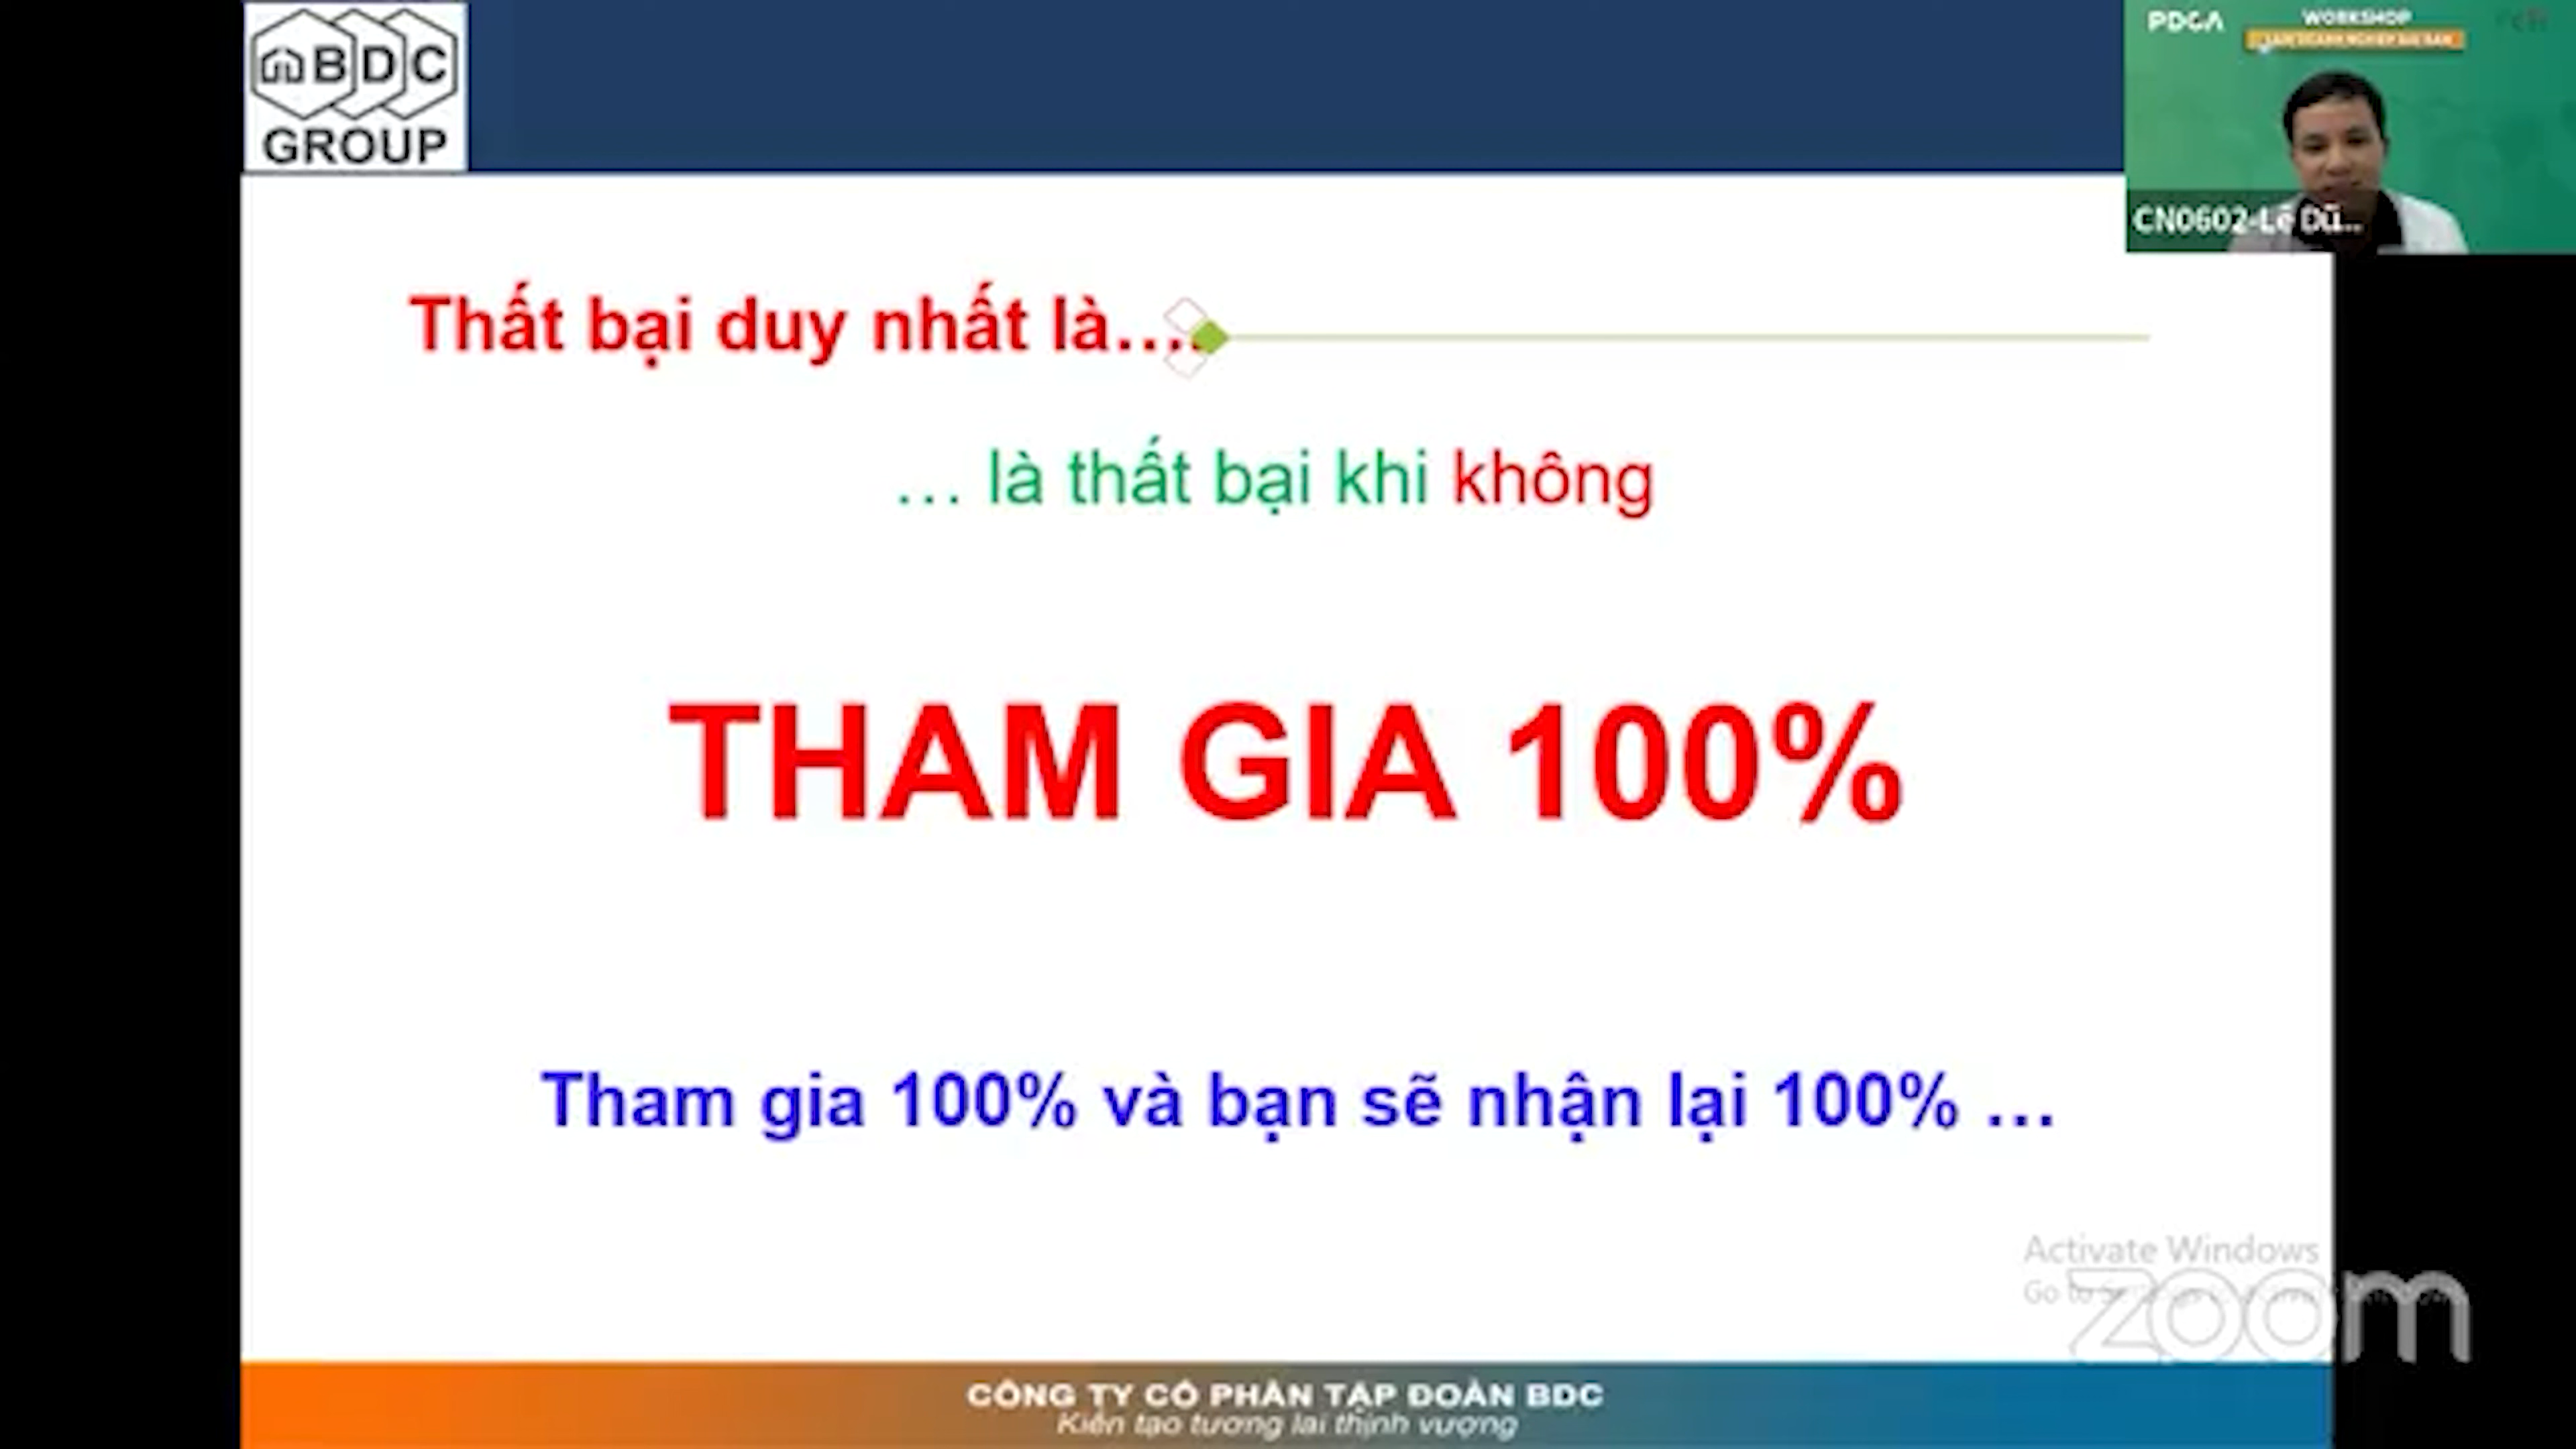 BDC
GROUP
PDCA
WORKSHOP
CN0602-Lê Dũ...
Thất bại duy nhất là....
... là thất bại khi không
THAM GIA 100%
Tham gia 100% và bạn sẽ nhận lại 100% ...
Activate Windows
Go to
zoom
CÔNG TY CỔ PHẦN TẬP ĐOÀN BDC
Kiến tạo tương lai thịnh vượng